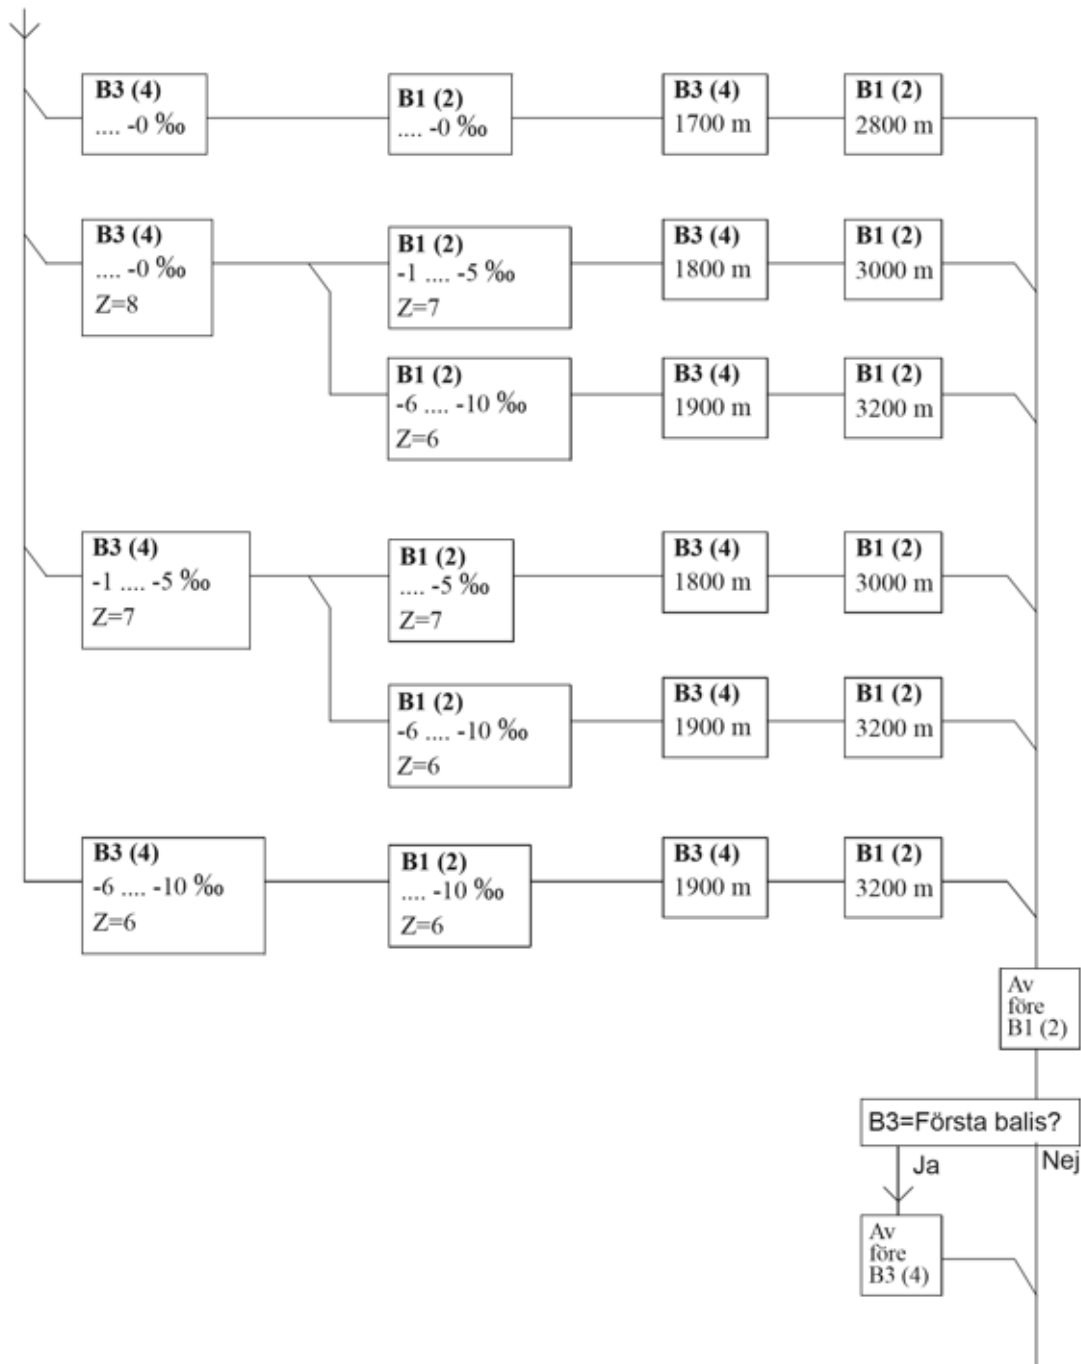 B3 (4)
.... -0 ‰
B1 (2)
.... -0 ‰
B3 (4)
1700 m
B1 (2)
2800 m
B3 (4)
.... -0 ‰
Z=8
B1 (2)
-1 .... -5 ‰
Z=7
B3 (4)
1800 m
B1 (2)
3000 m
B1 (2)
-6 .... -10 ‰
Z=6
B3 (4)
1900 m
B1 (2)
3200 m
B3 (4)
-1 .... -5 ‰
Z=7
B1 (2)
.... -5 ‰
Z=7
B3 (4)
1800 m
B1 (2)
3000 m
B1 (2)
-6 .... -10 ‰
Z=6
B3 (4)
1900 m
B1 (2)
3200 m
B3 (4)
-6 .... -10 ‰
Z=6
B1 (2)
.... -10 ‰
Z=6
B3 (4)
1900 m
B1 (2)
3200 m
Av
före
B1 (2)
B3=Första balis?
Ja
Nej
Av
före
B3 (4)